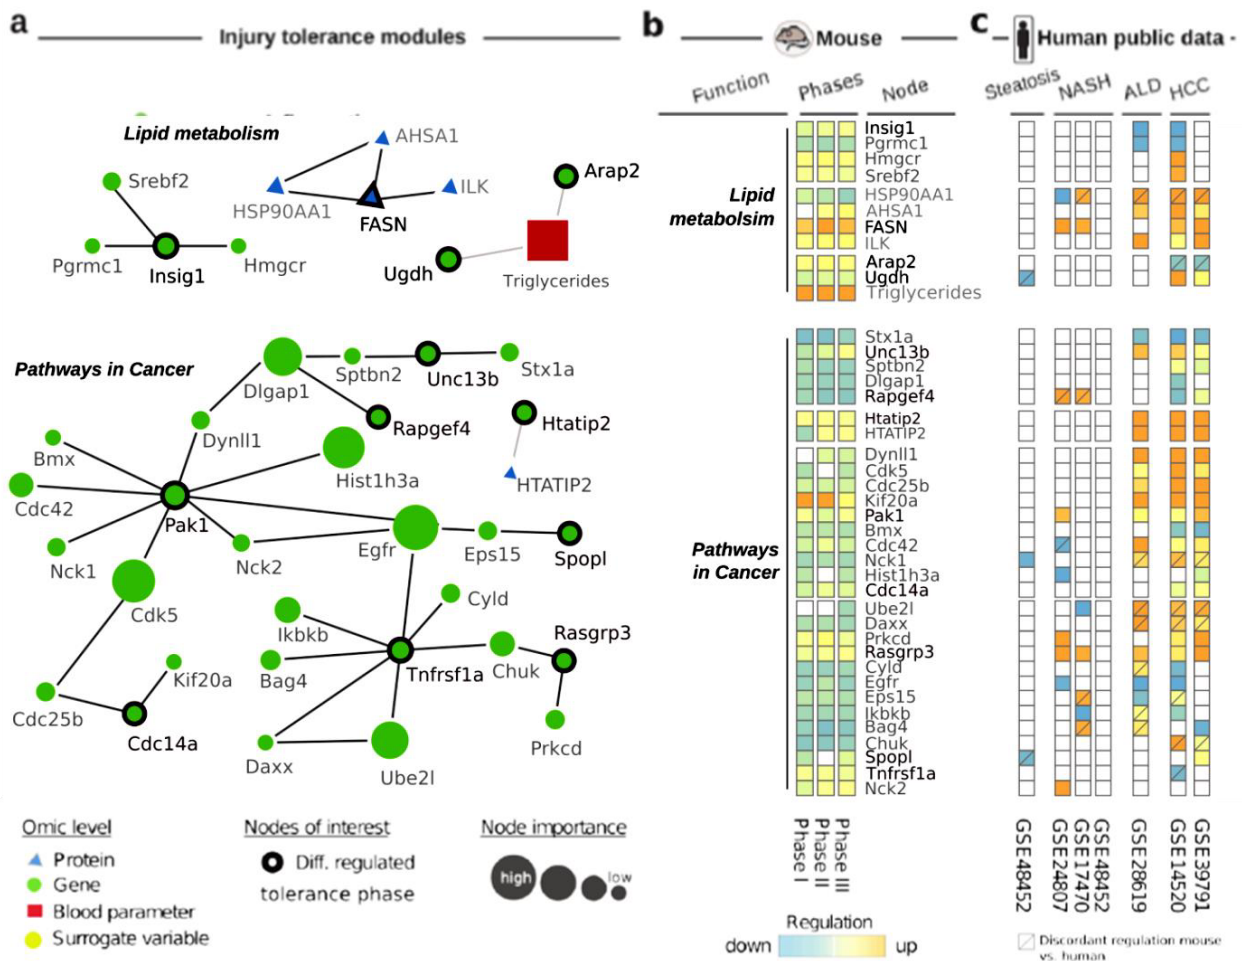 a
Injury tolerance modules
Lipid metabolism
AHSA1
Srebf2
HSP90AA1
ILK
FASN
Arap2
Pgrmc1
Insig1
Hmgcr
Ugdh
Triglycerides
Pathways in Cancer
Dlgap1
Sptbn2
Unc13b
Stx1a
Rapgef4
Htatip2
Dynll1
Bmx
Hist1h3a
HTATIP2
Cdc42
Pak1
Nck1
Nck2
Egfr
Eps15
Spopl
Cdk5
Cyld
Ikbkb
Rasgrp3
Tnfrsf1a
Chuk
Bag4
Kif20a
Cdc25b
Cdc14a
Prkcd
Daxx
Ube2l
Omic level
Protein
Gene
Blood parameter
Surrogate variable
Nodes of interest
Diff. regulated
tolerance phase
Node importance
high
low
b
Mouse
Function
Phases
Node
Lipid
metabolsim
Insig1
Pgrmc1
Hmgcr
Srebf2
HSP90AA1
AHSA1
FASN
ILK
Arap2
Ugdh
Triglycerides
Pathways
in Cancer
Stx1a
Unc13b
Sptbn2
Dlgap1
Rapgef4
Htatip2
HTATIP2
Dynll1
Cdk5
Cdc25b
Kif20a
Pak1
Bmx
Cdc42
Nck1
Hist1h3a
Cdc14a
Ube2l
Daxx
Prkcd
Rasgrp3
Cyld
Egfr
Eps15
Ikbkb
Bag4
Chuk
Spopl
Tnfrsf1a
Nck2
Phase I
Phase II
Phase III
Regulation
down
up
c
Human public data -
Steatosis
NASH
ALD
HCC
GSE48452
GSE24807
GSE17470
GSE48452
GSE28619
GSE14520
GSE39791
Discordant regulation mouse
vs. human